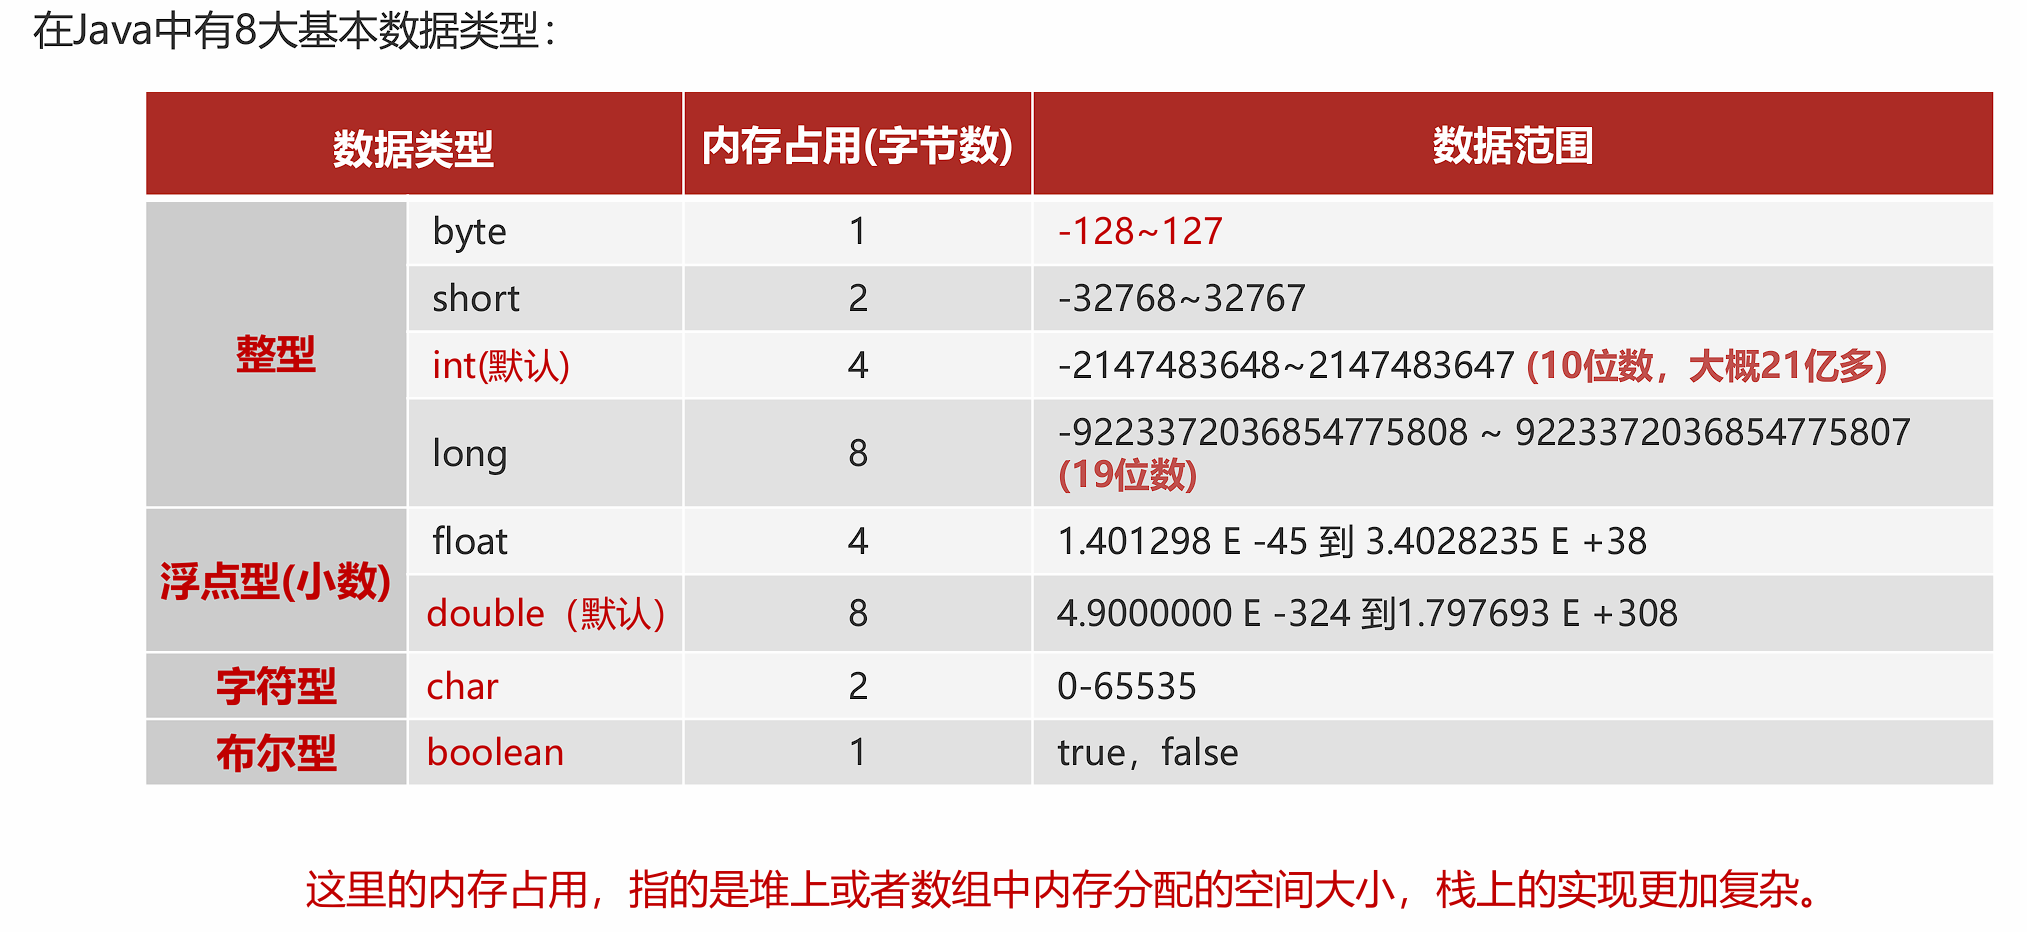 在Java中有8大基本数据类型：
数据类型 内存占用(字节数) 数据范围
整型
byte 1 -128~127
short 2 -32768~32767
int(默认) 4 -2147483648~2147483647 (10位数，大概21亿多)
long 8 -9223372036854775808 ~ 9223372036854775807
(19位数)
浮点型(小数)
float 4 1.401298 E -45 到 3.4028235 E +38
double（默认） 8 4.9000000 E -324 到1.797693 E +308
字符型 char 2 0-65535
布尔型 boolean 1 true，false
这里的内存占用，指的是堆上或者数组中内存分配的空间大小，栈上的实现更加复杂。